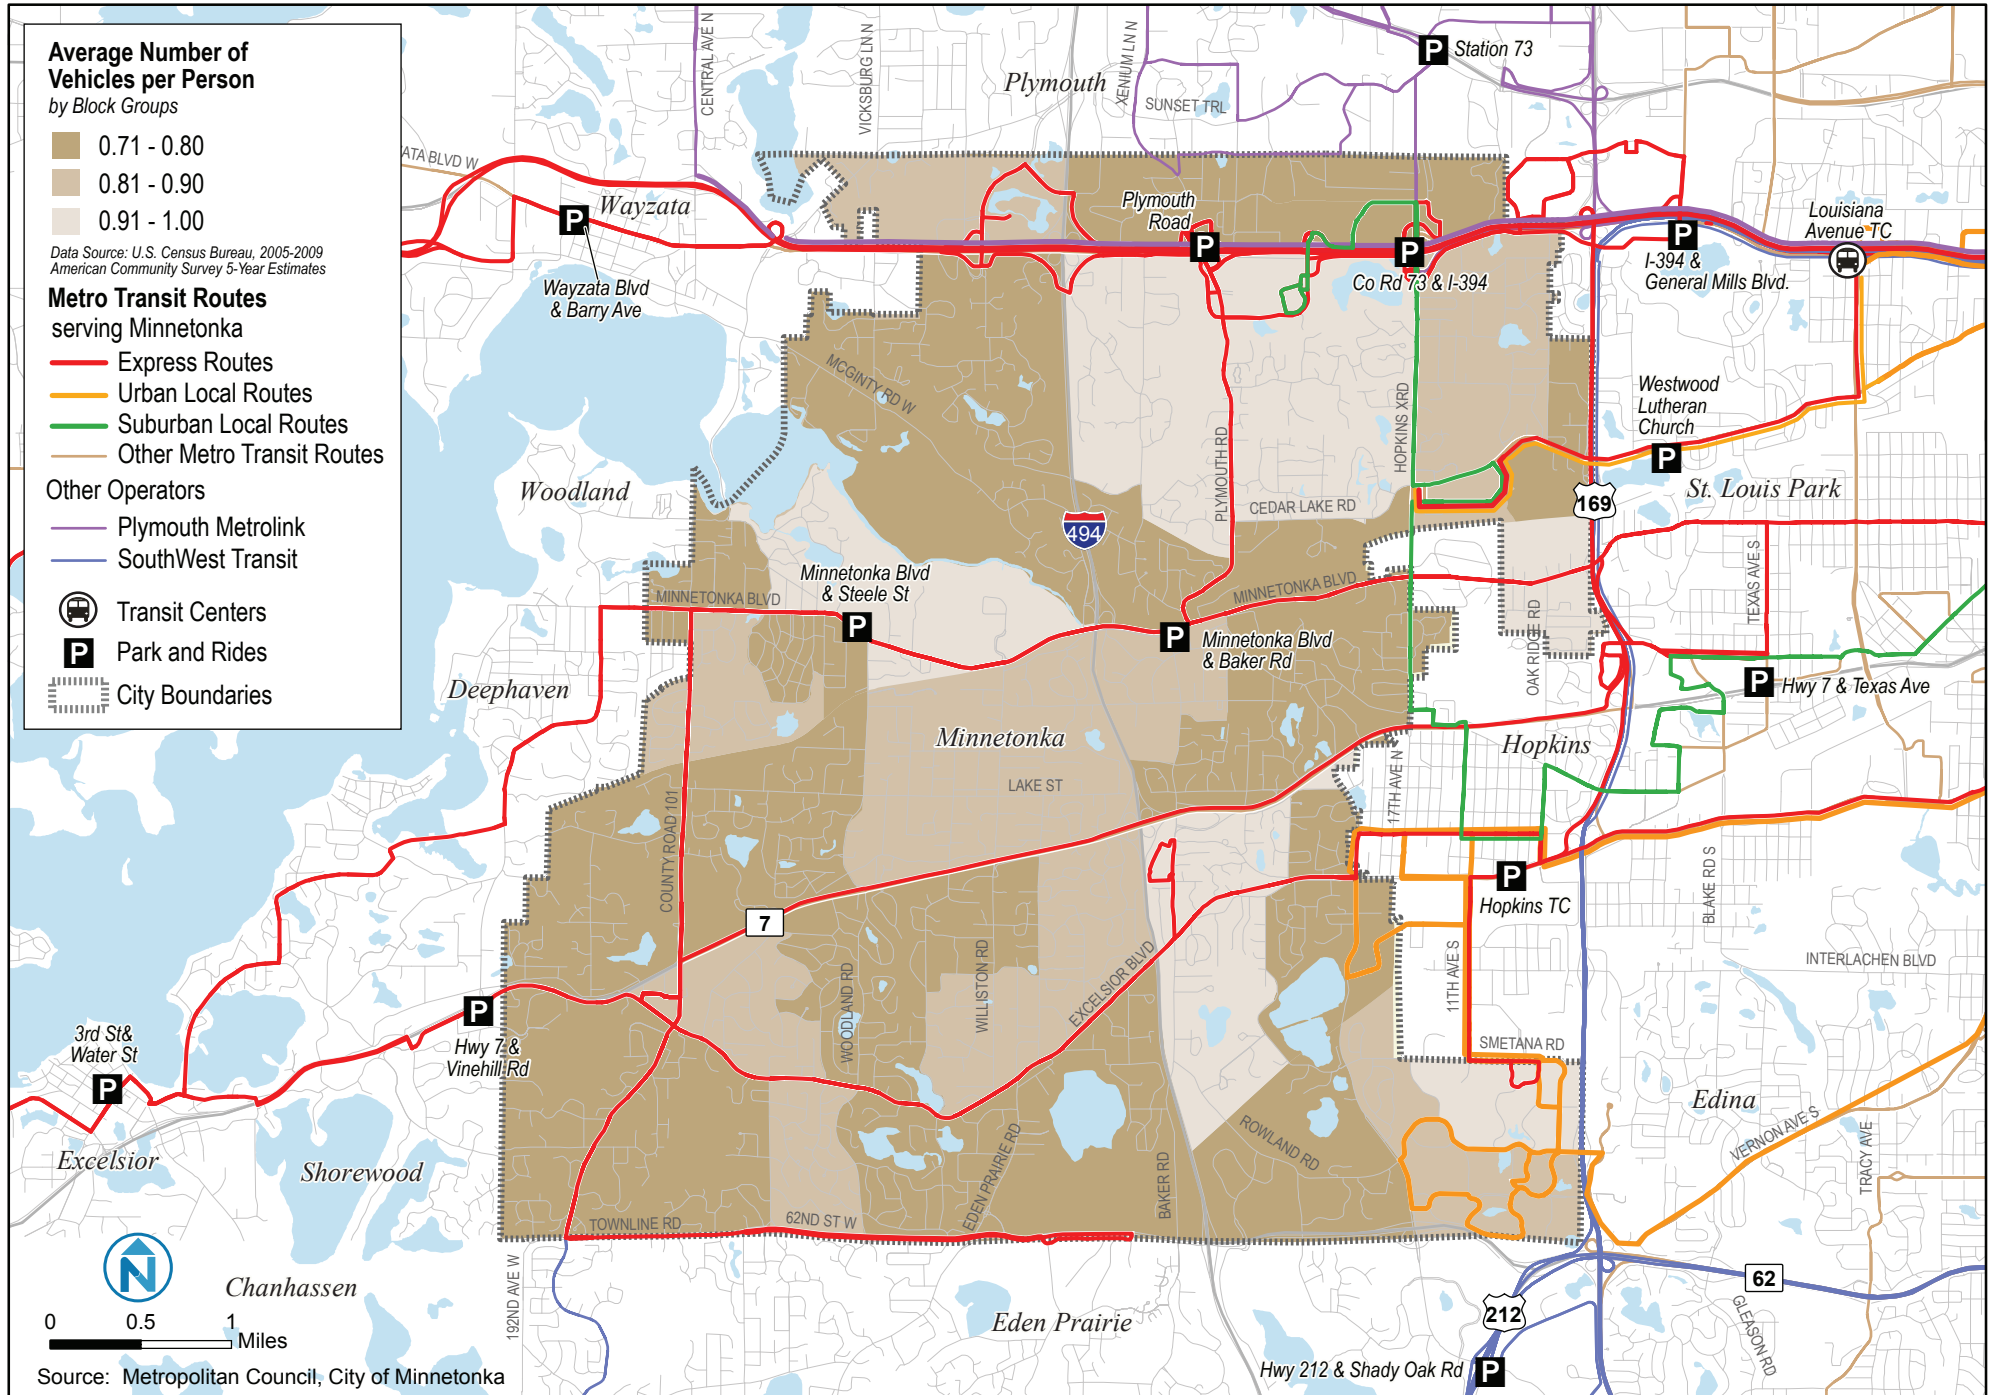 Average Number of
Vehicles per Person
by Block Groups
0.71 - 0.80
0.81 - 0.90
0.91 - 1.00
Data Source: U.S. Census Bureau, 2005-2009
American Community Survey 5-Year Estimates
Metro Transit Routes
serving Minnetonka
Express Routes
Urban Local Routes
Suburban Local Routes
Other Metro Transit Routes
Other Operators
Plymouth Metrolink
SouthWest Transit
Transit Centers
P Park and Rides
City Boundaries
CENTRAL AVE N
VICKSBURG LN N
Plymouth
XENIUM LN N
SUNSET TRL
P Station 73
ATA BLVD W
P
Wayzata
Wayzata Blvd
& Barry Ave
Plymouth
Road
P
P
Co Rd 73 & I-394
P
I-394 &
General Mills Blvd.
Louisiana
Avenue TC
MCGINTY RD W
HOPKINS XRD
PLYMOUTH RD
CEDAR LAKE RD
Westwood
Lutheran
Church
P
St. Louis Park
169
494
Woodland
Minnetonka Blvd
& Steele St
P
MINNETONKA BLVD
MINNETONKA BLVD
P
Minnetonka Blvd
& Baker Rd
OAK RIDGE RD
TEXAS AVE S
P Hwy 7 & Texas Ave
Deephaven
Minnetonka
LAKE ST
Hopkins
17TH AVE N
COUNTY ROAD 101
7
P
Hopkins TC
BLAKE RD S
INTERLACHEN BLVD
WOODLAND RD
WILLISTON RD
EXCELSIOR BLVD
11TH AVE S
SMETANA RD
P
Hwy 7 &
Vinehill Rd
3rd St&
Water St
P
Excelsior
Shorewood
Edina
VERNON AVE S
TRACY AVE
ROWLAND RD
EDEN PRAIRIE RD
BAKER RD
TOWNLINE RD
62ND ST W
192ND AVE W
N
Chanhassen
Eden Prairie
62
212
GLEASON RD
Hwy 212 & Shady Oak Rd P
0 0.5 1
Miles
Source: Metropolitan Council, City of Minnetonka